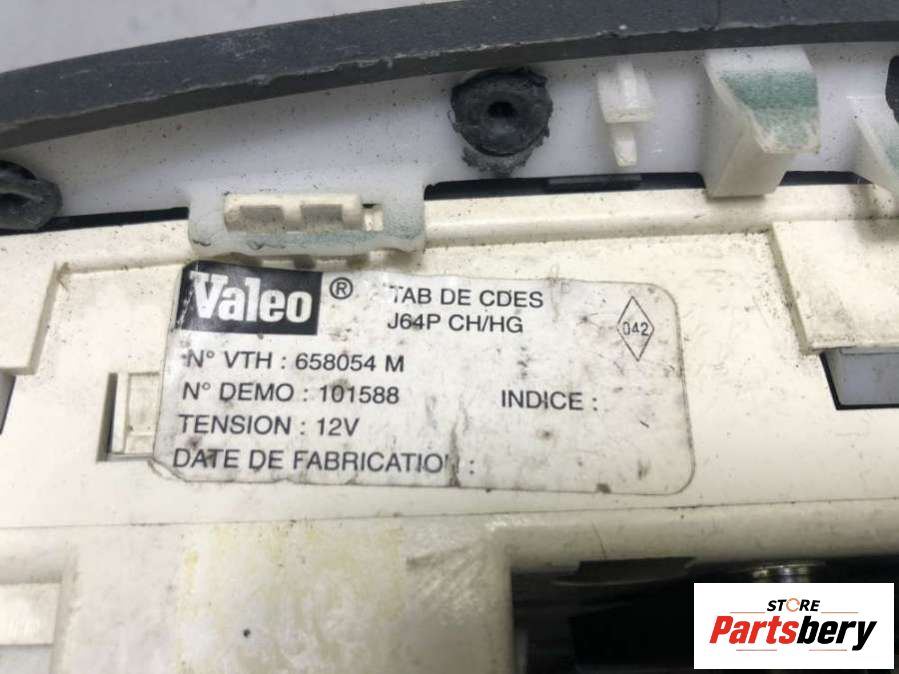 Valeo ® TAB DE CDES
J64P CH/HG
042
N° VTH : 658054 M
N° DEMO : 101588 INDICE :
TENSION : 12V
DATE DE FABRICATION :
STORE
Partsbery